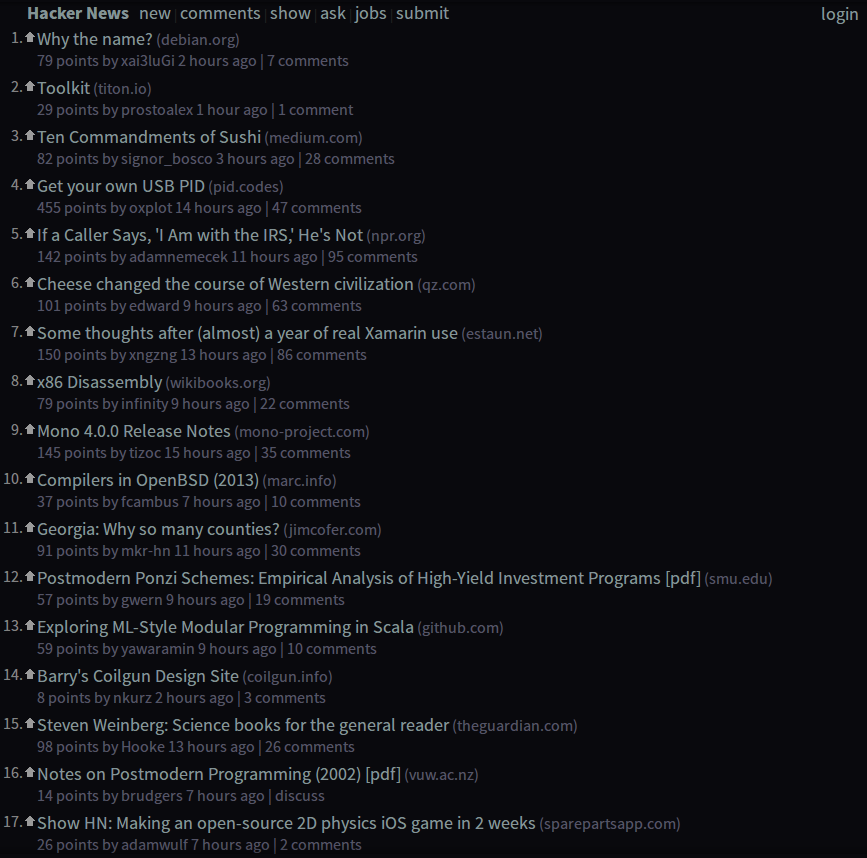 Hacker News new | comments | show | ask | jobs | submit login
1. Why the name? (debian.org)
79 points by xai3luGi 2 hours ago | 7 comments
2. Toolkit (titon.io)
29 points by prostoalex 1 hour ago | 1 comment
3. Ten Commandments of Sushi (medium.com)
82 points by signor_bosco 3 hours ago | 28 comments
4. Get your own USB PID (pid.codes)
455 points by oxplot 14 hours ago | 47 comments
5. If a Caller Says, 'I Am with the IRS,' He's Not (npr.org)
142 points by adamnemecek 11 hours ago | 95 comments
6. Cheese changed the course of Western civilization (qz.com)
101 points by edward 9 hours ago | 63 comments
7. Some thoughts after (almost) a year of real Xamarin use (estaun.net)
150 points by xngzng 13 hours ago | 86 comments
8. x86 Disassembly (wikibooks.org)
79 points by infinity 9 hours ago | 22 comments
9. Mono 4.0.0 Release Notes (mono-project.com)
145 points by tizoc 15 hours ago | 35 comments
10. Compilers in OpenBSD (2013) (marc.info)
37 points by fcambus 7 hours ago | 10 comments
11. Georgia: Why so many counties? (jimcofer.com)
91 points by mkr-hn 11 hours ago | 30 comments
12. Postmodern Ponzi Schemes: Empirical Analysis of High-Yield Investment Programs [pdf] (smu.edu)
57 points by gwern 9 hours ago | 19 comments
13. Exploring ML-Style Modular Programming in Scala (github.com)
59 points by yawaramin 9 hours ago | 10 comments
14. Barry's Coilgun Design Site (coilgun.info)
8 points by nkurz 2 hours ago | 3 comments
15. Steven Weinberg: Science books for the general reader (theguardian.com)
98 points by Hooke 13 hours ago | 26 comments
16. Notes on Postmodern Programming (2002) [pdf] (vuw.ac.nz)
14 points by brudgers 7 hours ago | discuss
17. Show HN: Making an open-source 2D physics iOS game in 2 weeks (sparepartsapp.com)
26 points by adamwulf 7 hours ago | 2 comments